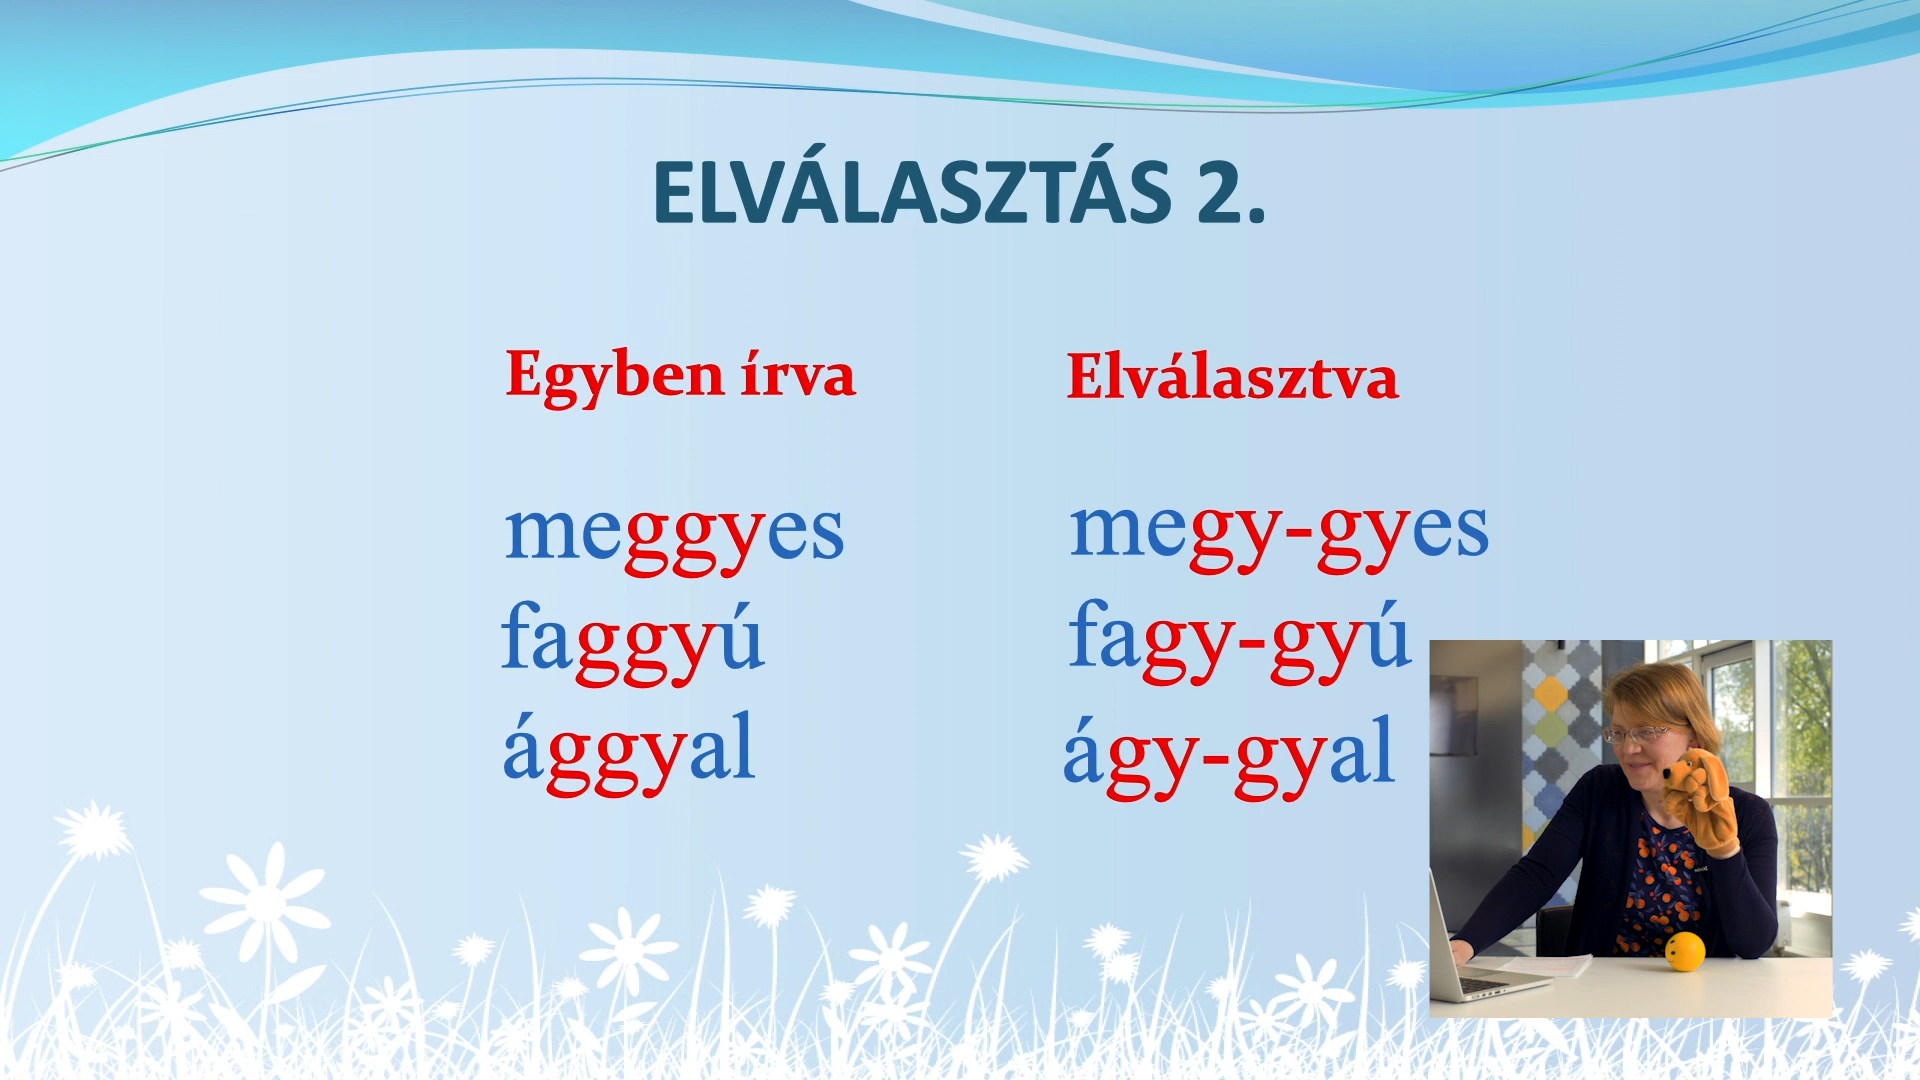 ELVÁLASZTÁS 2.
Egyben írva
Elválasztva
meggyes
megy-gyes
faggyú
fagy-gyú
ággyal
ágy-gyal